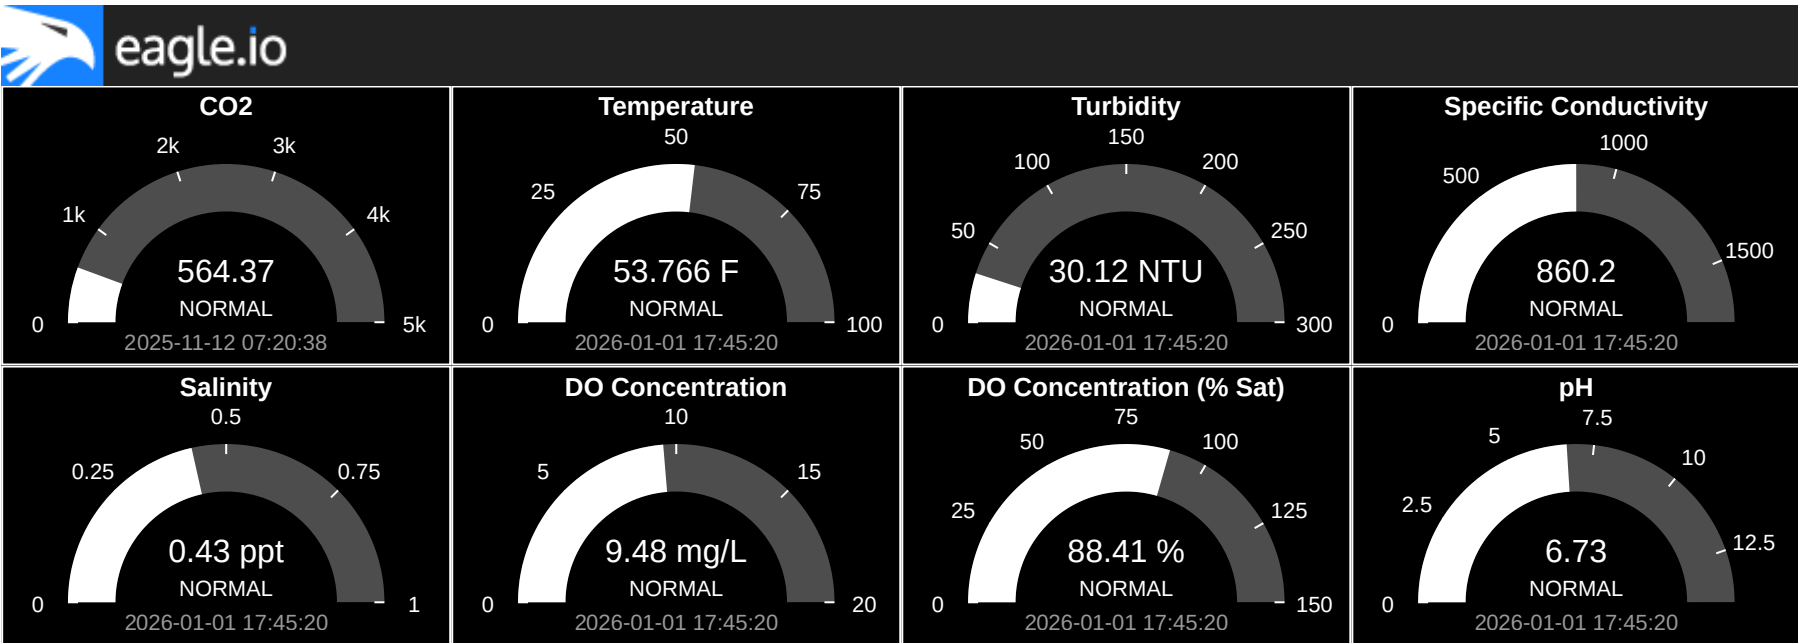 eagle.io
CO2
0
1k
2k
3k
4k
5k
564.37
NORMAL
2025-11-12 07:20:38
Temperature
0
25
50
75
100
53.766 F
NORMAL
2026-01-01 17:45:20
Turbidity
0
50
100
150
200
250
300
30.12 NTU
NORMAL
2026-01-01 17:45:20
Specific Conductivity
0
500
1000
1500
860.2
NORMAL
2026-01-01 17:45:20
Salinity
0
0.25
0.5
0.75
1
0.43 ppt
NORMAL
2026-01-01 17:45:20
DO Concentration
0
5
10
15
20
9.48 mg/L
NORMAL
2026-01-01 17:45:20
DO Concentration (% Sat)
0
25
50
75
100
125
150
88.41 %
NORMAL
2026-01-01 17:45:20
pH
0
2.5
5
7.5
10
12.5
6.73
NORMAL
2026-01-01 17:45:20